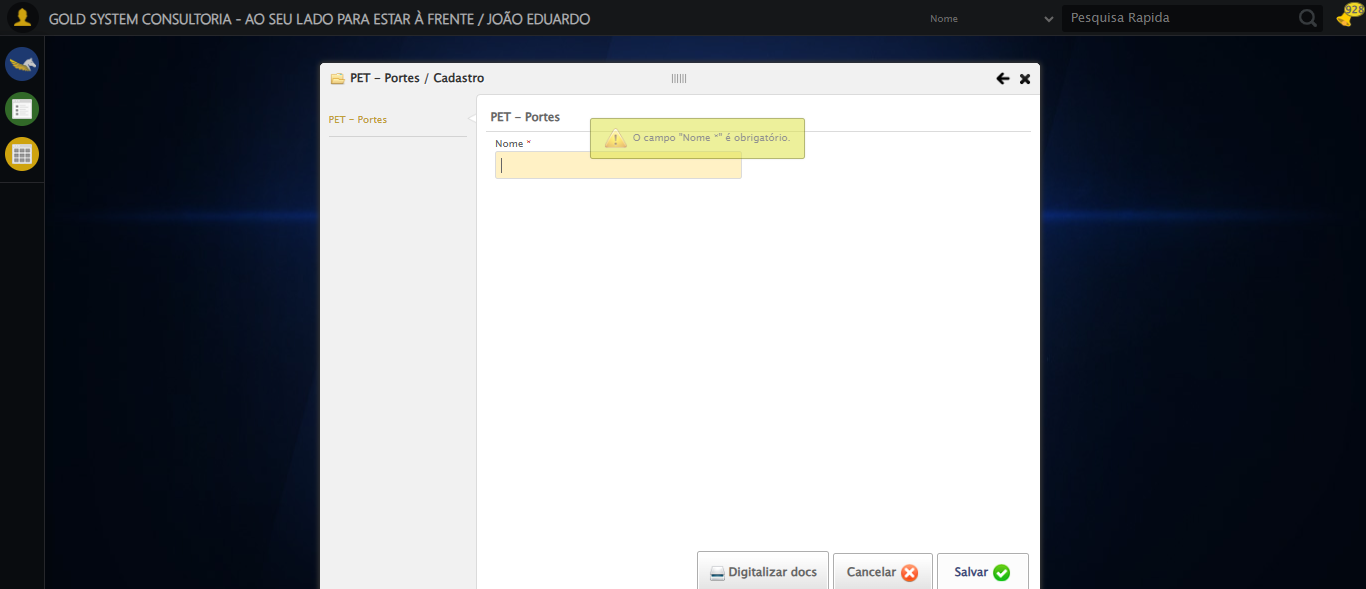 GOLD SYSTEM CONSULTORIA - AO SEU LADO PARA ESTAR À FRENTE / JOÃO EDUARDO
Nome
Pesquisa Rapida
928
PET - Portes / Cadastro
PET - Portes
PET - Portes
O campo "Nome *" é obrigatório.
Nome *
Digitalizar docs
Cancelar
Salvar